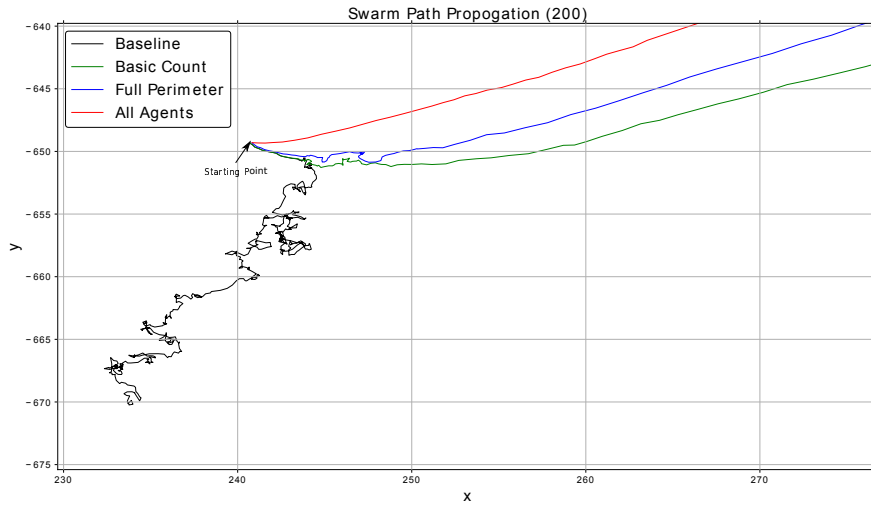 Swarm Path Propogation (200)
Baseline
Basic Count
Full Perimeter
All Agents
Starting Point
−640
−645
−650
−655
−660
−665
−670
−675
y
230
240
250
260
270
x